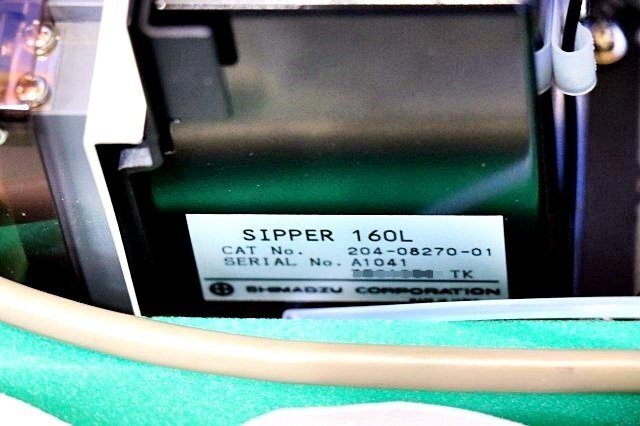 SIPPER 160L
CAT No. 204-08270-01
SERIAL No. A1041
TK
SHIMADZU CORPORATION